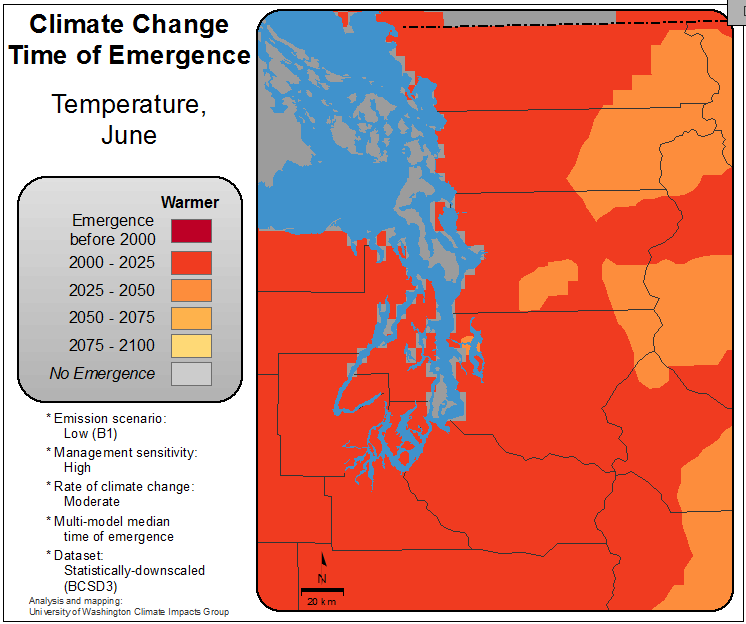 Climate Change
Time of Emergence
Temperature,
June
Warmer
Emergence
before 2000
2000 - 2025
2025 - 2050
2050 - 2075
2075 - 2100
No Emergence
* Emission scenario:
Low (B1)
* Management sensitivity:
High
* Rate of climate change:
Moderate
* Multi-model median
time of emergence
* Dataset:
Statistically-downscaled
(BCSD3)
Analysis and mapping:
University of Washington Climate Impacts Group
N
20 km